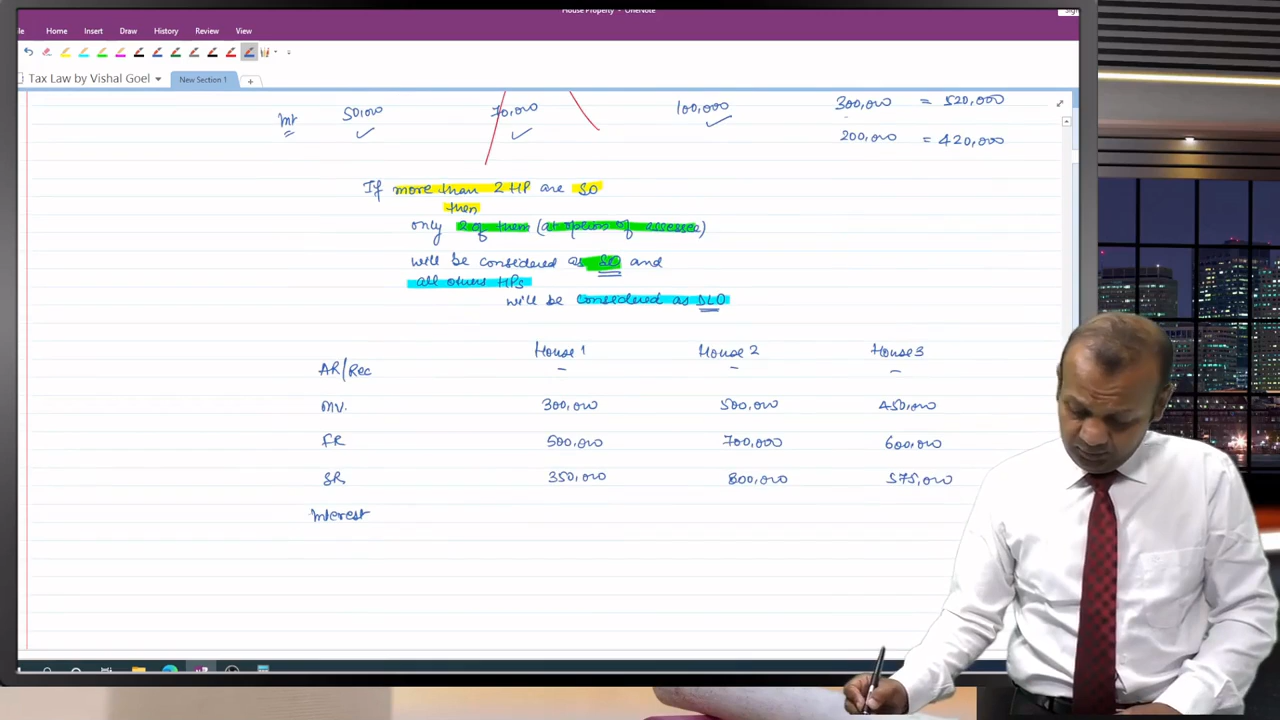 House Property - OneNote
Home Insert Draw History Review View
Tax Law by Vishal Goel
New Section 1
Int 50,000 70,000 100,000 300,000 = 520,000
200,000 = 420,000
If more than 2 HP are SO
then
only 2 of them (at option of assessee)
will be considered as SO and
all others HPs
will be considered as DLO
House 1 House 2 House 3
AR/Rec - - -
MV. 300,000 500,000 450,000
FR 500,000 700,000 600,000
SR 350,000 800,000 575,000
Interest